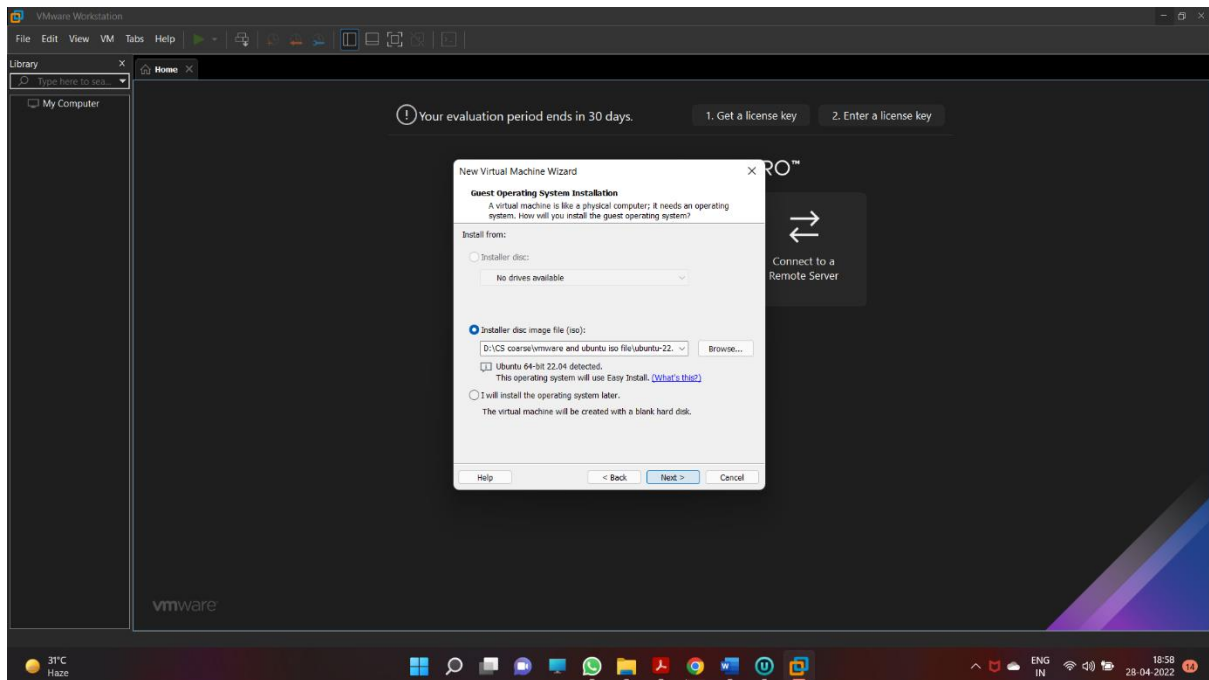 VMware Workstation
File Edit View VM Tabs Help
Library X
Home
Type here to sea...
My Computer
Your evaluation period ends in 30 days.
1. Get a license key
2. Enter a license key
New Virtual Machine Wizard
RO™
Guest Operating System Installation
A virtual machine is like a physical computer; it needs an operating
system. How will you install the guest operating system?
Install from:
Installer disc:
No drives available
Connect to a
Remote Server
Installer disc image file (iso):
D:\CS coarse\vmware and ubuntu iso file\ubuntu-22.
Browse...
Ubuntu 64-bit 22.04 detected.
This operating system will use Easy Install. (What's this?)
I will install the operating system later.
The virtual machine will be created with a blank hard disk.
Help
< Back
Next >
Cancel
vmware
31°C
Haze
ENG
IN
18:58
28-04-2022
14